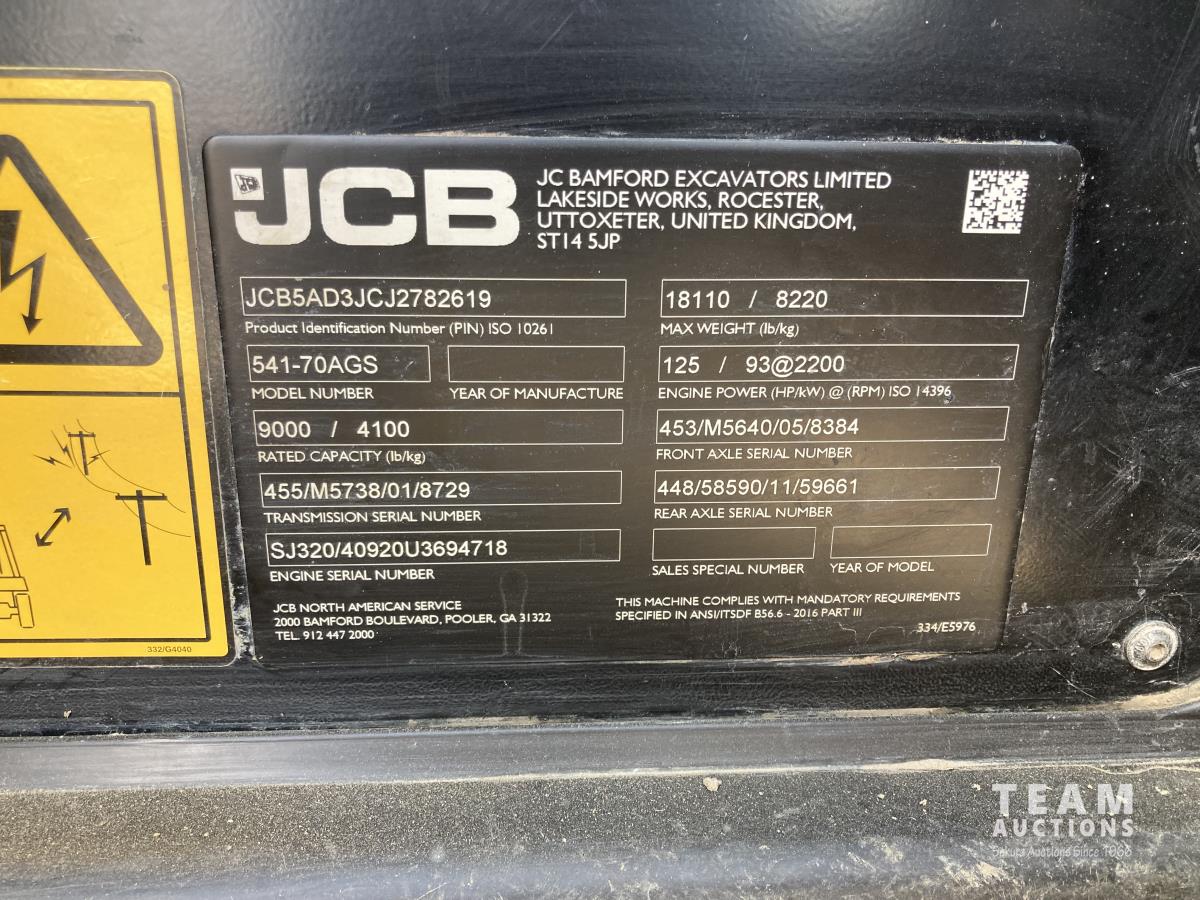 JCB
JC BAMFORD EXCAVATORS LIMITED
LAKESIDE WORKS, ROCESTER,
UTTOXETER, UNITED KINGDOM,
ST14 5JP
JCB5AD3JCJ2782619
Product Identification Number (PIN) ISO 10261
541-70AGS
MODEL NUMBER
YEAR OF MANUFACTURE
9000 / 4100
RATED CAPACITY (lb/kg)
455/M5738/01/8729
TRANSMISSION SERIAL NUMBER
SJ320/40920U3694718
ENGINE SERIAL NUMBER
18110 / 8220
MAX WEIGHT (lb/kg)
125 / 93@2200
ENGINE POWER (HP/kW) @ (RPM) ISO 14396
453/M5640/05/8384
FRONT AXLE SERIAL NUMBER
448/58590/11/59661
REAR AXLE SERIAL NUMBER
SALES SPECIAL NUMBER
YEAR OF MODEL
JCB NORTH AMERICAN SERVICE
2000 BAMFORD BOULEVARD, POOLER, GA 31322
TEL. 912 447 2000
THIS MACHINE COMPLIES WITH MANDATORY REQUIREMENTS
SPECIFIED IN ANSI/ITSDF B56.6 - 2016 PART III
334/E5976
332/G4040
TEAM
AUCTIONS
Auctions Since 1966